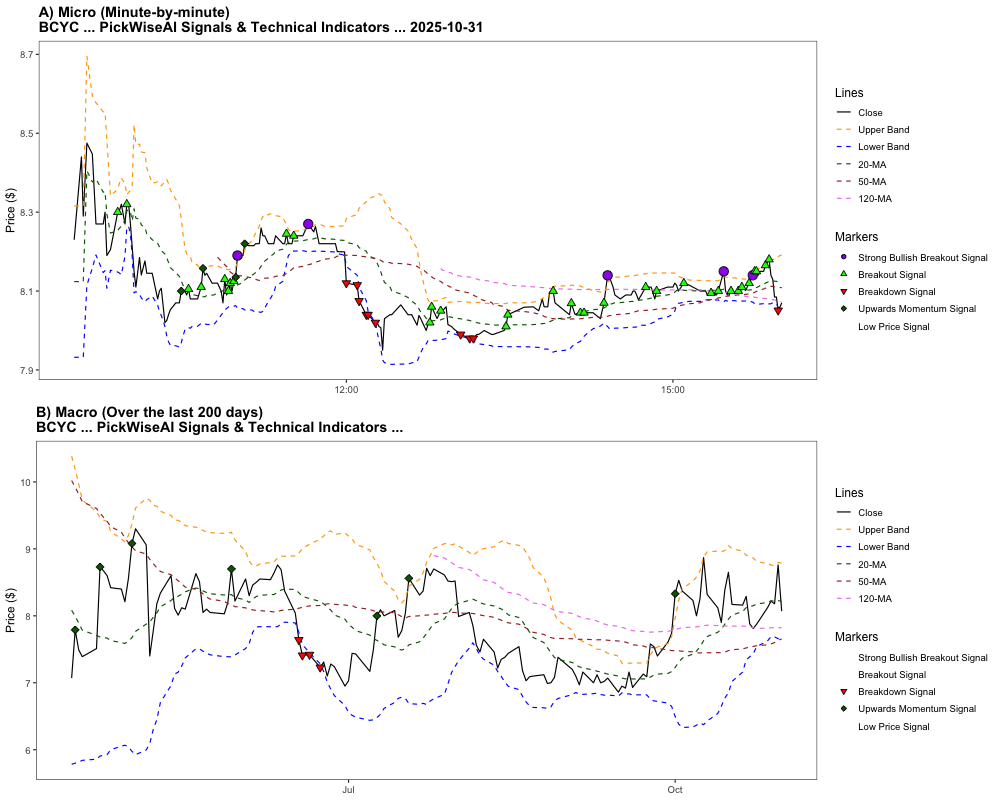 A) Micro (Minute-by-minute)
BCYC ... PickWiseAI Signals & Technical Indicators ... 2025-10-31
Price ($)
8.7
8.5
8.3
8.1
7.9
12:00
15:00
Lines
Close
Upper Band
Lower Band
20-MA
50-MA
120-MA
Markers
Strong Bullish Breakout Signal
Breakout Signal
Breakdown Signal
Upwards Momentum Signal
Low Price Signal
B) Macro (Over the last 200 days)
BCYC ... PickWiseAI Signals & Technical Indicators ...
Price ($)
10
9
8
7
6
Jul
Oct
Lines
Close
Upper Band
Lower Band
20-MA
50-MA
120-MA
Markers
Strong Bullish Breakout Signal
Breakout Signal
Breakdown Signal
Upwards Momentum Signal
Low Price Signal